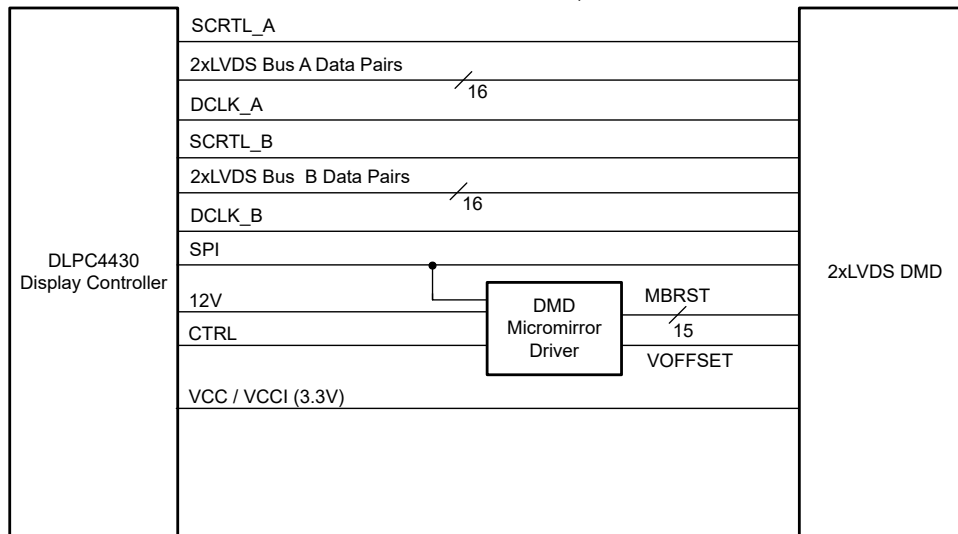 SCRTL_A
2xLVDS Bus A Data Pairs
16
DCLK_A
SCRTL_B
2xLVDS Bus B Data Pairs
16
DCLK_B
SPI
DLPC4430
Display Controller
2xLVDS DMD
12V
CTRL
DMD
Micromirror
Driver
MBRST
15
VOFFSET
VCC / VCCI (3.3V)